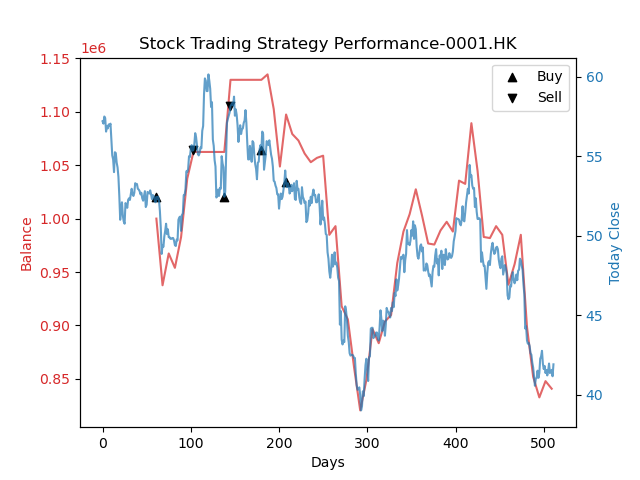 Stock Trading Strategy Performance-0001.HK
1e6
1.15
1.10
1.05
1.00
0.95
0.90
0.85
Balance
Buy
Sell
60
55
50
45
40
Today Close
0
100
200
300
400
500
Days